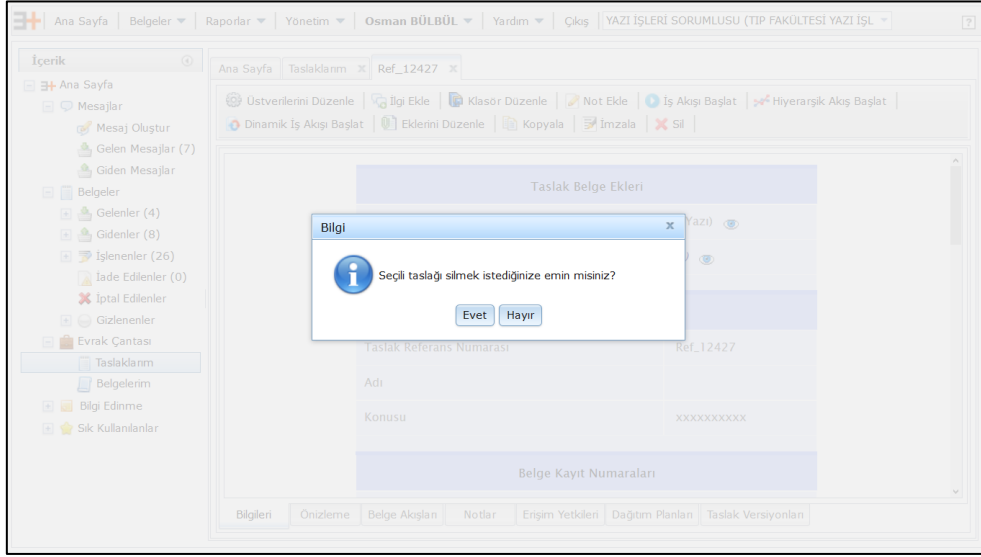 Ana Sayfa Belgeler Raporlar Yönetim Osman BÜLBÜL Yardım Çıkış YAZI İŞLERİ SORUMLUSU (TIP FAKÜLTESİ YAZI İŞL ?
İçerik
Ana Sayfa
Mesajlar
Mesaj Oluştur
Gelen Mesajlar (7)
Giden Mesajlar
Belgeler
Gelenler (4)
Gidenler (8)
İşlenenler (26)
İade Edilenler (0)
İptal Edilenler
Gizlenenler
Evrak Çantası
Taslaklarım
Belgelerim
Bilgi Edinme
Sık Kullanılanlar
Ana Sayfa Taslaklarım x Ref_12427 x
Üstverilerini Düzenle İlgi Ekle Klasör Düzenle Not Ekle İş Akışı Başlat Hiyerarşik Akış Başlat
Dinamik İş Akışı Başlat Eklerini Düzenle Kopyala İmzala Sil
Taslak Belge Ekleri
Yazı)
Bilgi x
Seçili taslağı silmek istediğinize emin misiniz?
Evet Hayır
Taslak Referans Numarası Ref_12427
Adı
Konusu xxxxxxxxxx
Belge Kayıt Numaraları
Bilgileri Önizleme Belge Akışları Notlar Erişim Yetkileri Dağıtım Planları Taslak Versiyonları